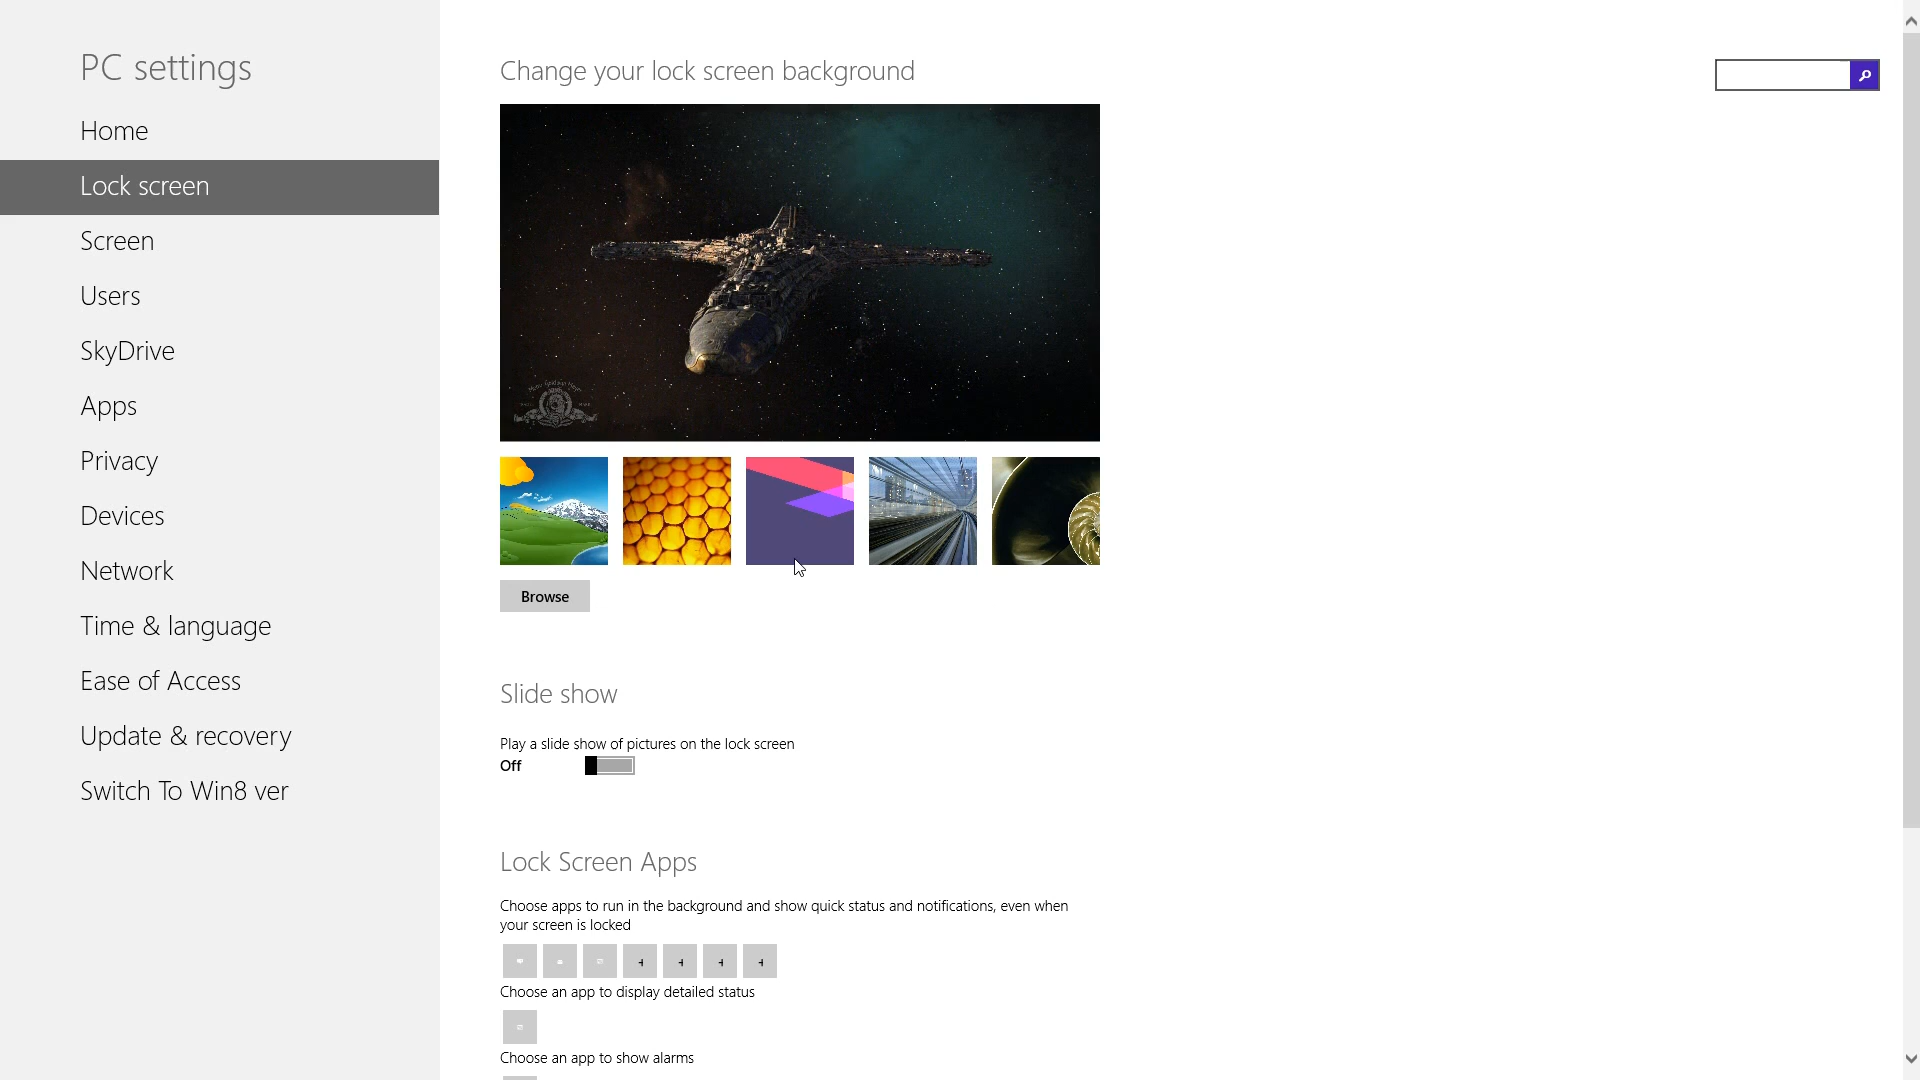 PC settings
Home
Lock screen
Screen
Users
SkyDrive
Apps
Privacy
Devices
Network
Time & language
Ease of Access
Update & recovery
Switch To Win8 ver
Change your lock screen background
Browse
Slide show
Play a slide show of pictures on the lock screen
Off
Lock Screen Apps
Choose apps to run in the background and show quick status and notifications, even when
your screen is locked
Choose an app to display detailed status
Choose an app to show alarms